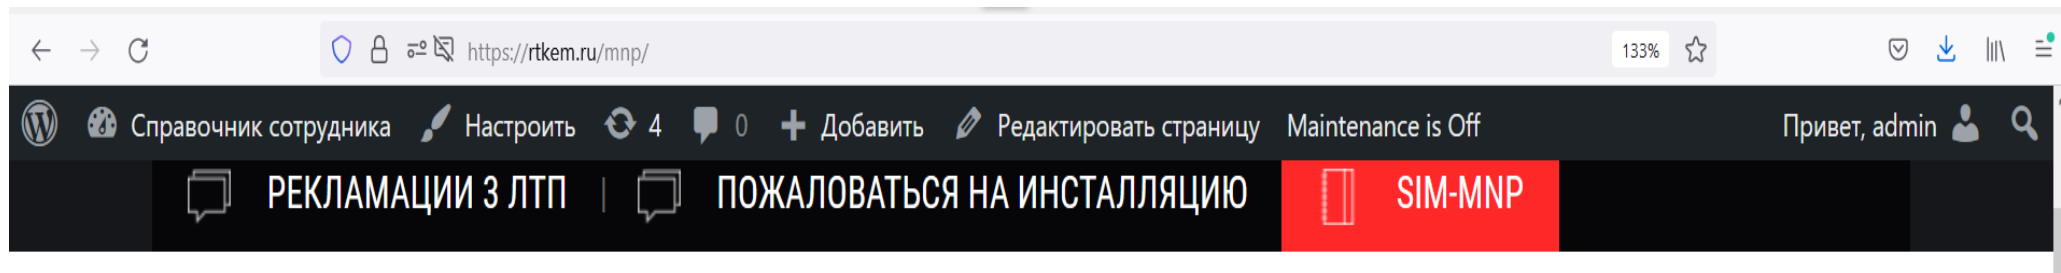 https://rtkem.ru/mnp/ 133%
Справочник сотрудника Настроить 4 0 Добавить Редактировать страницу Maintenance is Off Привет, admin
РЕКЛАМАЦИИ 3 ЛТП | ПОЖАЛОВАТЬСЯ НА ИНСТАЛЛЯЦИЮ SIM-MNP